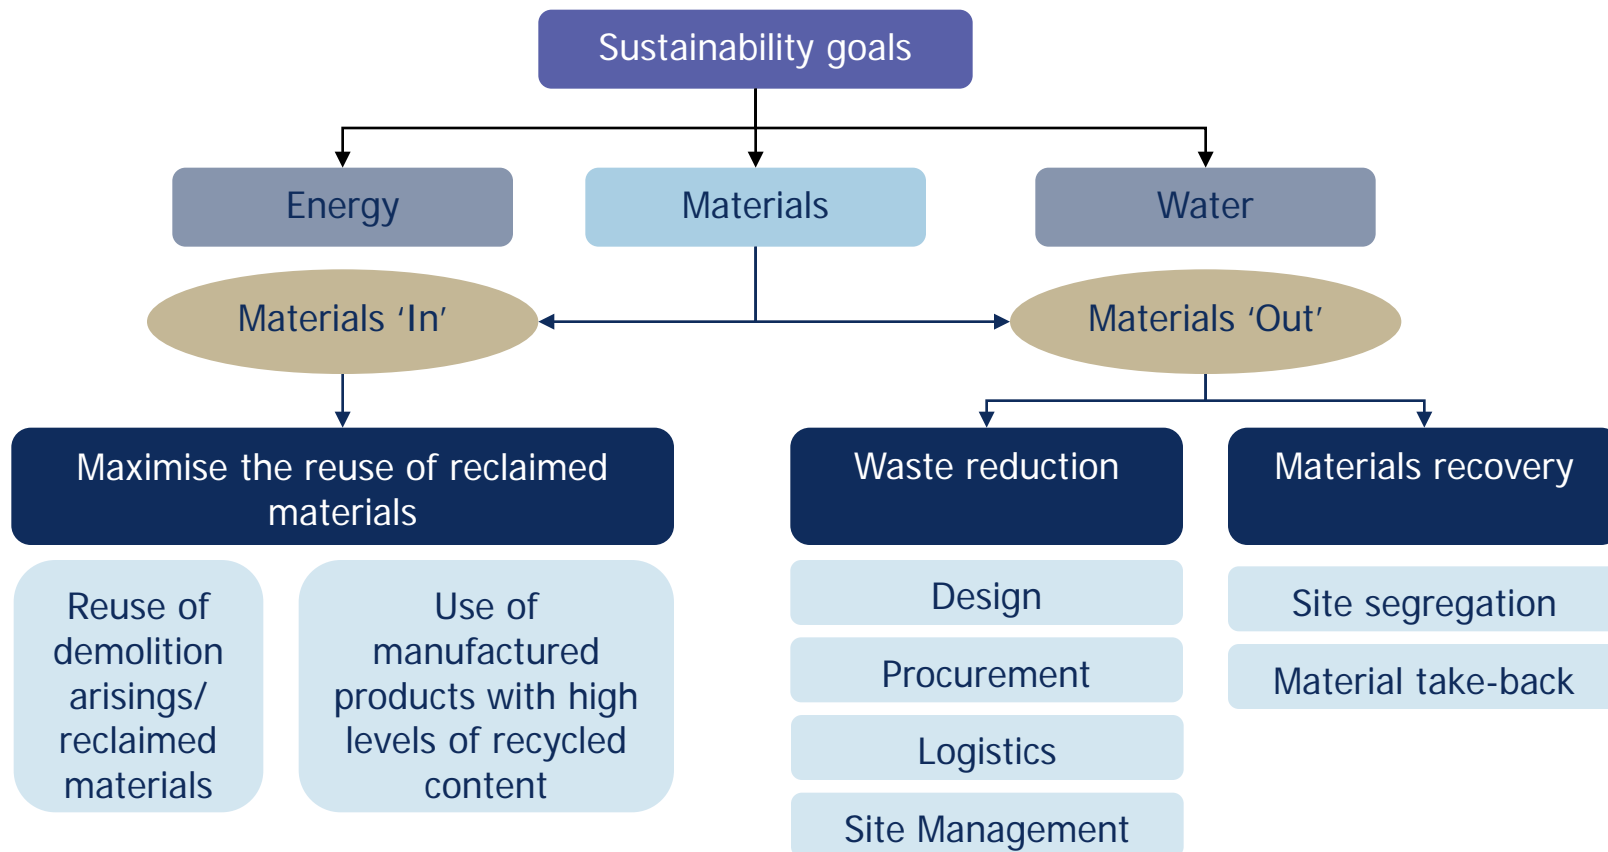 Sustainability goals
Energy
Materials
Water
Materials ‘In’
Materials ‘Out’
Maximise the reuse of reclaimed
materials
Waste reduction
Materials recovery
Reuse of
demolition
arisings/
reclaimed
materials
Use of
manufactured
products with high
levels of recycled
content
Design
Procurement
Logistics
Site Management
Site segregation
Material take-back